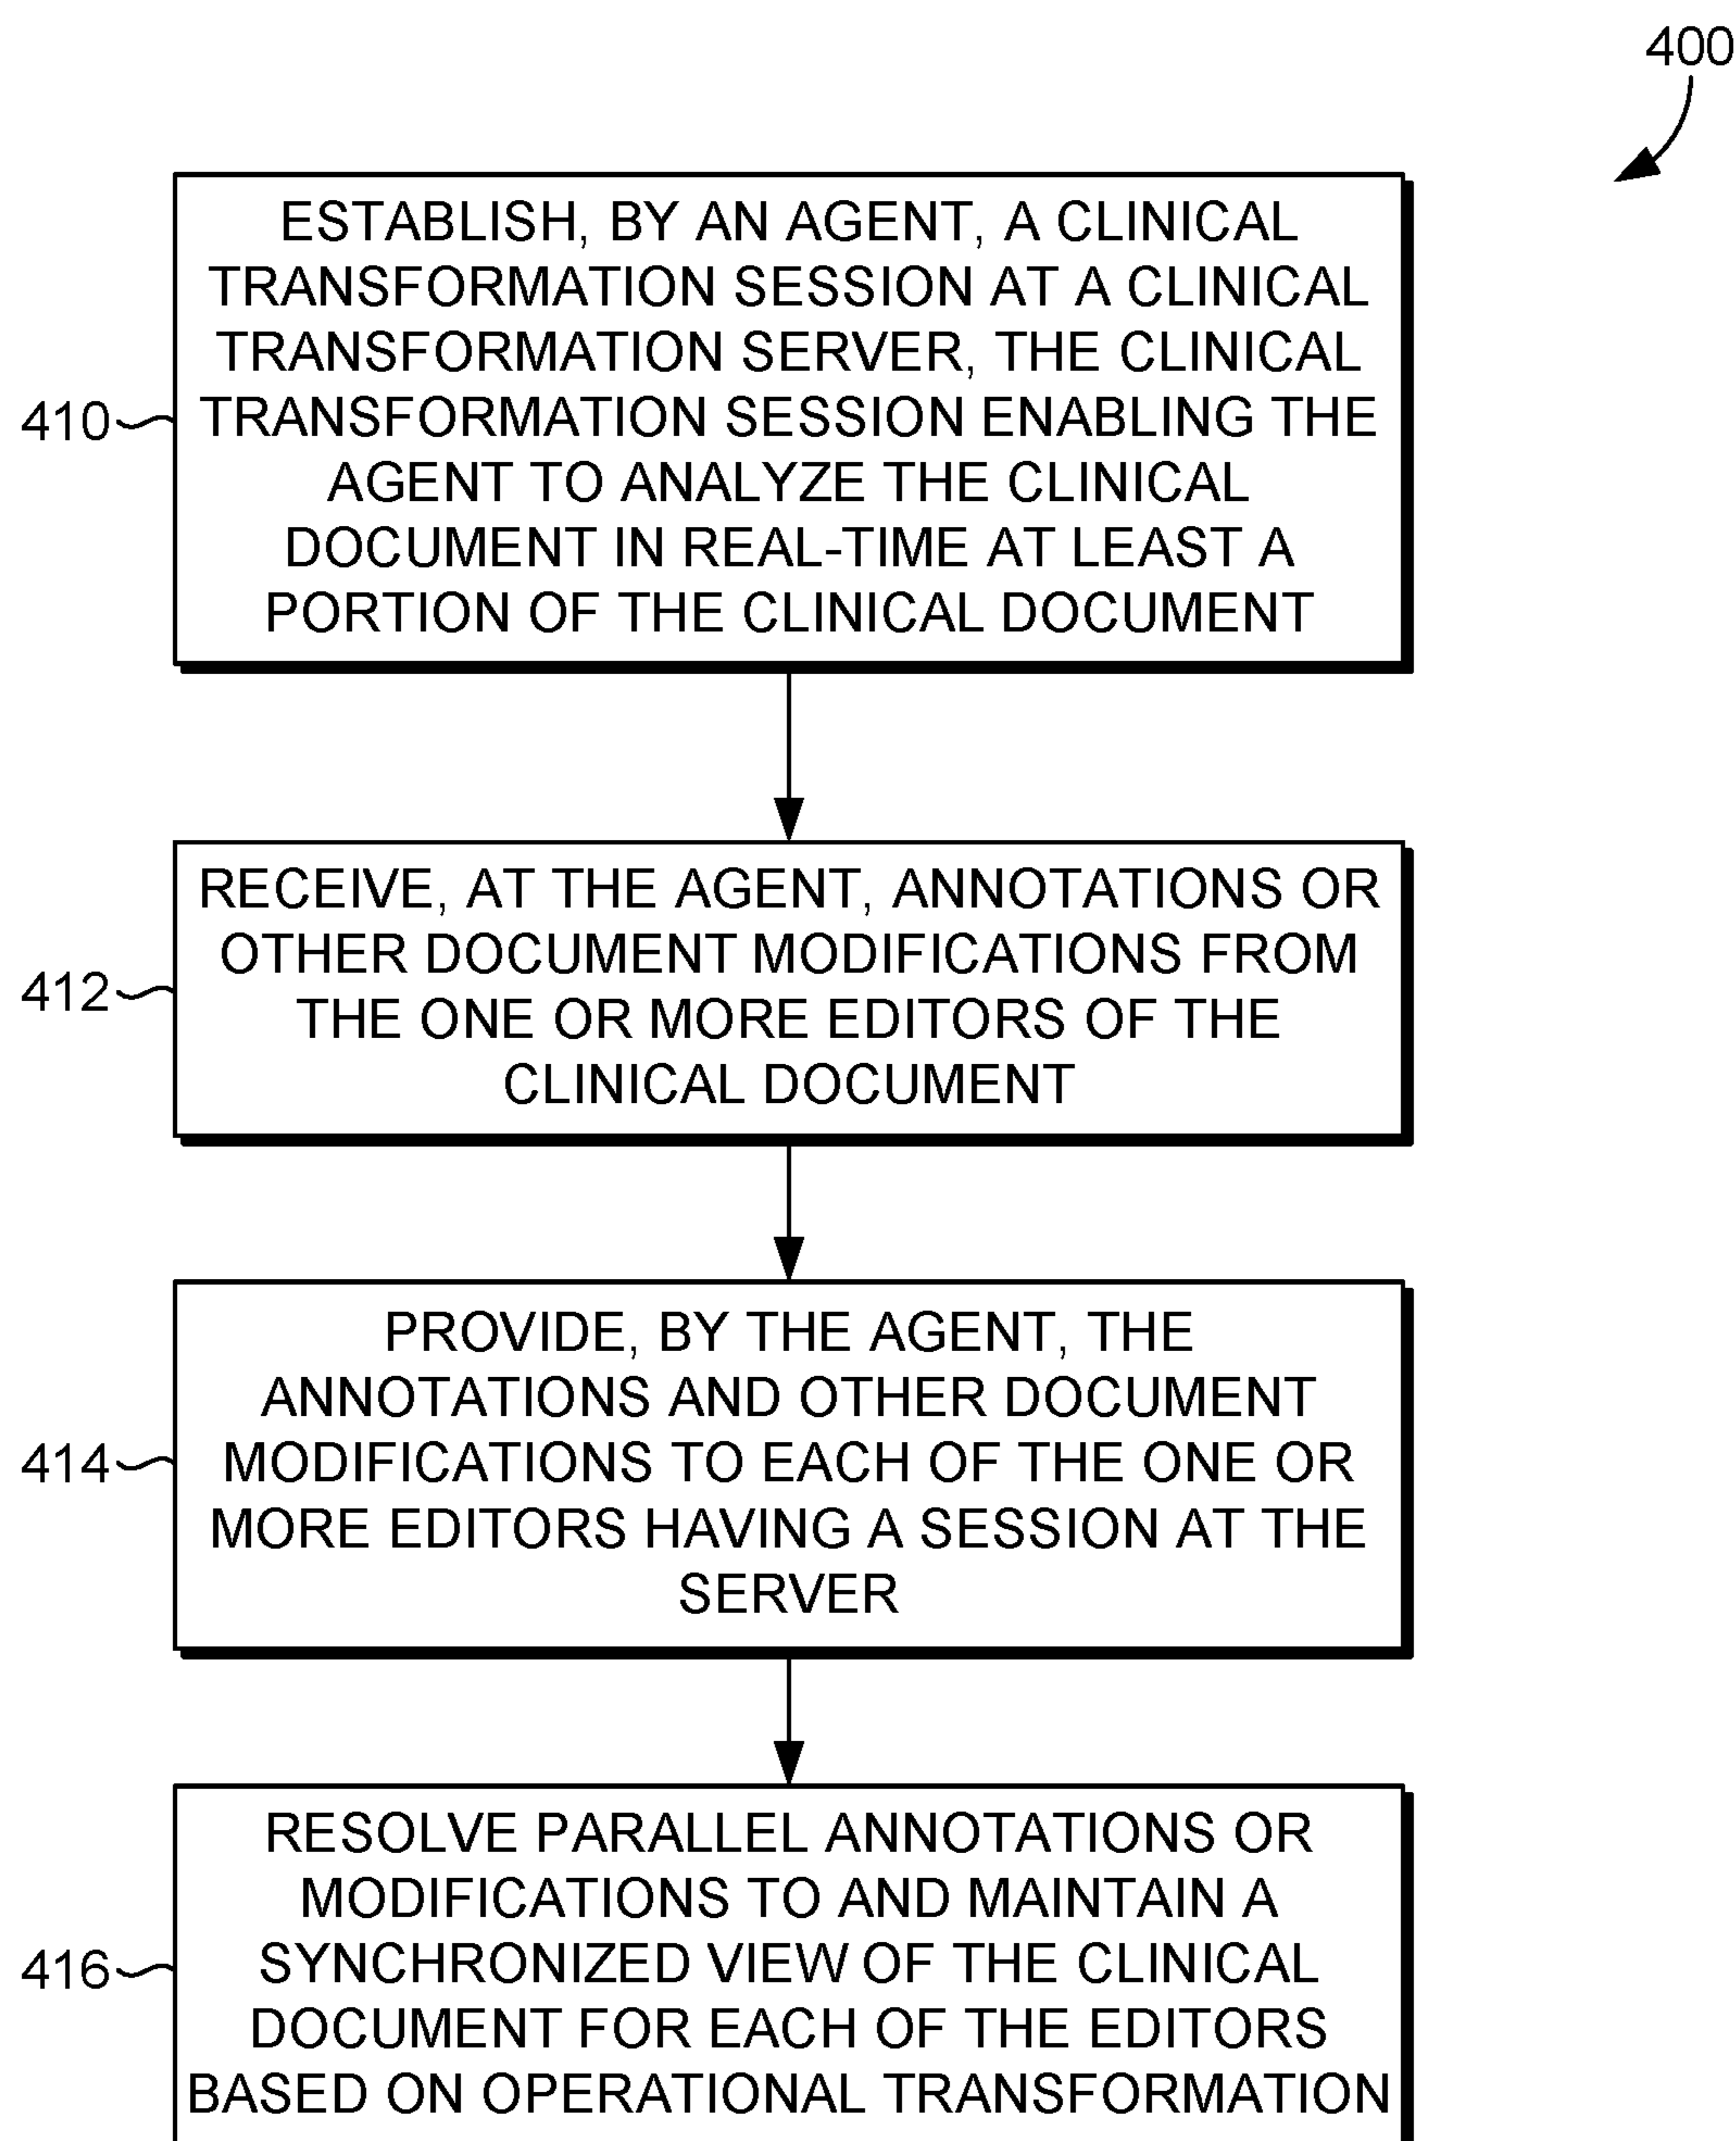 400
ESTABLISH, BY AN AGENT, A CLINICAL
TRANSFORMATION SESSION AT A CLINICAL
TRANSFORMATION SERVER, THE CLINICAL
TRANSFORMATION SESSION ENABLING THE
AGENT TO ANALYZE THE CLINICAL
DOCUMENT IN REAL-TIME AT LEAST A
PORTION OF THE CLINICAL DOCUMENT
410
RECEIVE, AT THE AGENT, ANNOTATIONS OR
OTHER DOCUMENT MODIFICATIONS FROM
THE ONE OR MORE EDITORS OF THE
CLINICAL DOCUMENT
412
PROVIDE, BY THE AGENT, THE
ANNOTATIONS AND OTHER DOCUMENT
MODIFICATIONS TO EACH OF THE ONE OR
MORE EDITORS HAVING A SESSION AT THE
SERVER
414
RESOLVE PARALLEL ANNOTATIONS OR
MODIFICATIONS TO AND MAINTAIN A
SYNCHRONIZED VIEW OF THE CLINICAL
DOCUMENT FOR EACH OF THE EDITORS
BASED ON OPERATIONAL TRANSFORMATION
416